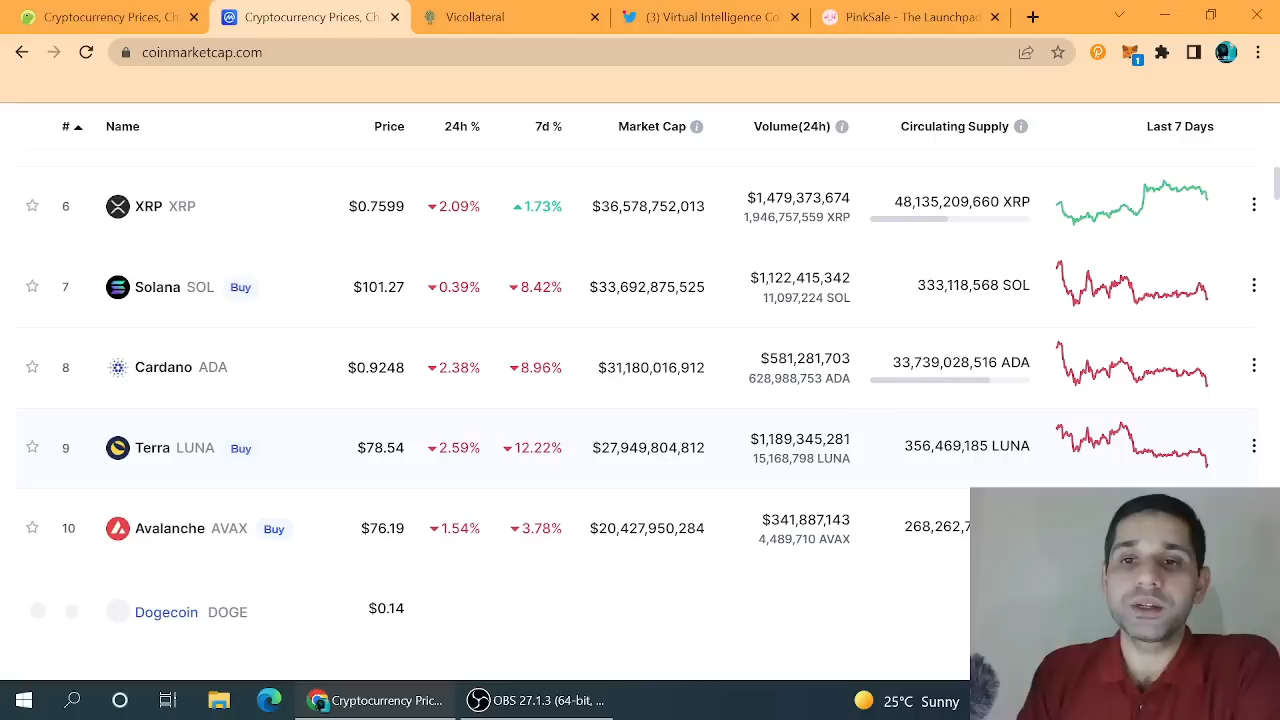 Cryptocurrency Prices, Ch
Cryptocurrency Prices, Ch
Vicollateral
(3) Virtual Intelligence Co
PinkSale - The Launchpad
coinmarketcap.com
1
# Name Price 24h % 7d % Market Cap Volume(24h) Circulating Supply Last 7 Days
6 XRP XRP $0.7599 2.09% 1.73% $36,578,752,013 $1,479,373,674 48,135,209,660 XRP
1,946,757,559 XRP
7 Solana SOL Buy $101.27 0.39% 8.42% $33,692,875,525 $1,122,415,342 333,118,568 SOL
11,097,224 SOL
8 Cardano ADA $0.9248 2.38% 8.96% $31,180,016,912 $581,281,703 33,739,028,516 ADA
628,988,753 ADA
9 Terra LUNA Buy $78.54 2.59% 12.22% $27,949,804,812 $1,189,345,281 356,469,185 LUNA
15,168,798 LUNA
10 Avalanche AVAX Buy $76.19 1.54% 3.78% $20,427,950,284 $341,887,143 268,262,7
4,489,710 AVAX
Dogecoin DOGE $0.14
Cryptocurrency Pric...
OBS 27.1.3 (64-bit, ...
25°C Sunny